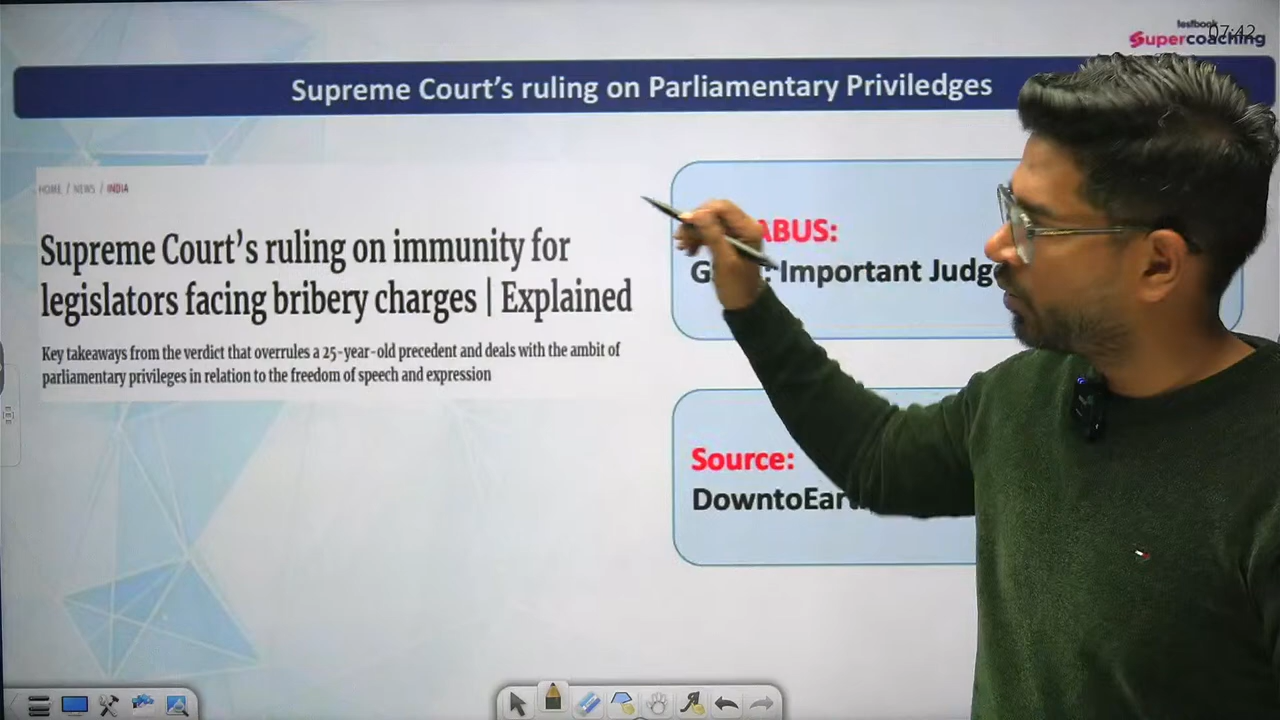 testbook
Supercoaching
07:42
Supreme Court's ruling on Parliamentary Priviledges
HOME / NEWS / INDIA
Supreme Court's ruling on immunity for
legislators facing bribery charges | Explained
Key takeaways from the verdict that overrules a 25-year-old precedent and deals with the ambit of
parliamentary privileges in relation to the freedom of speech and expression
ABUS:
Important Judg
Source:
DowntoEart